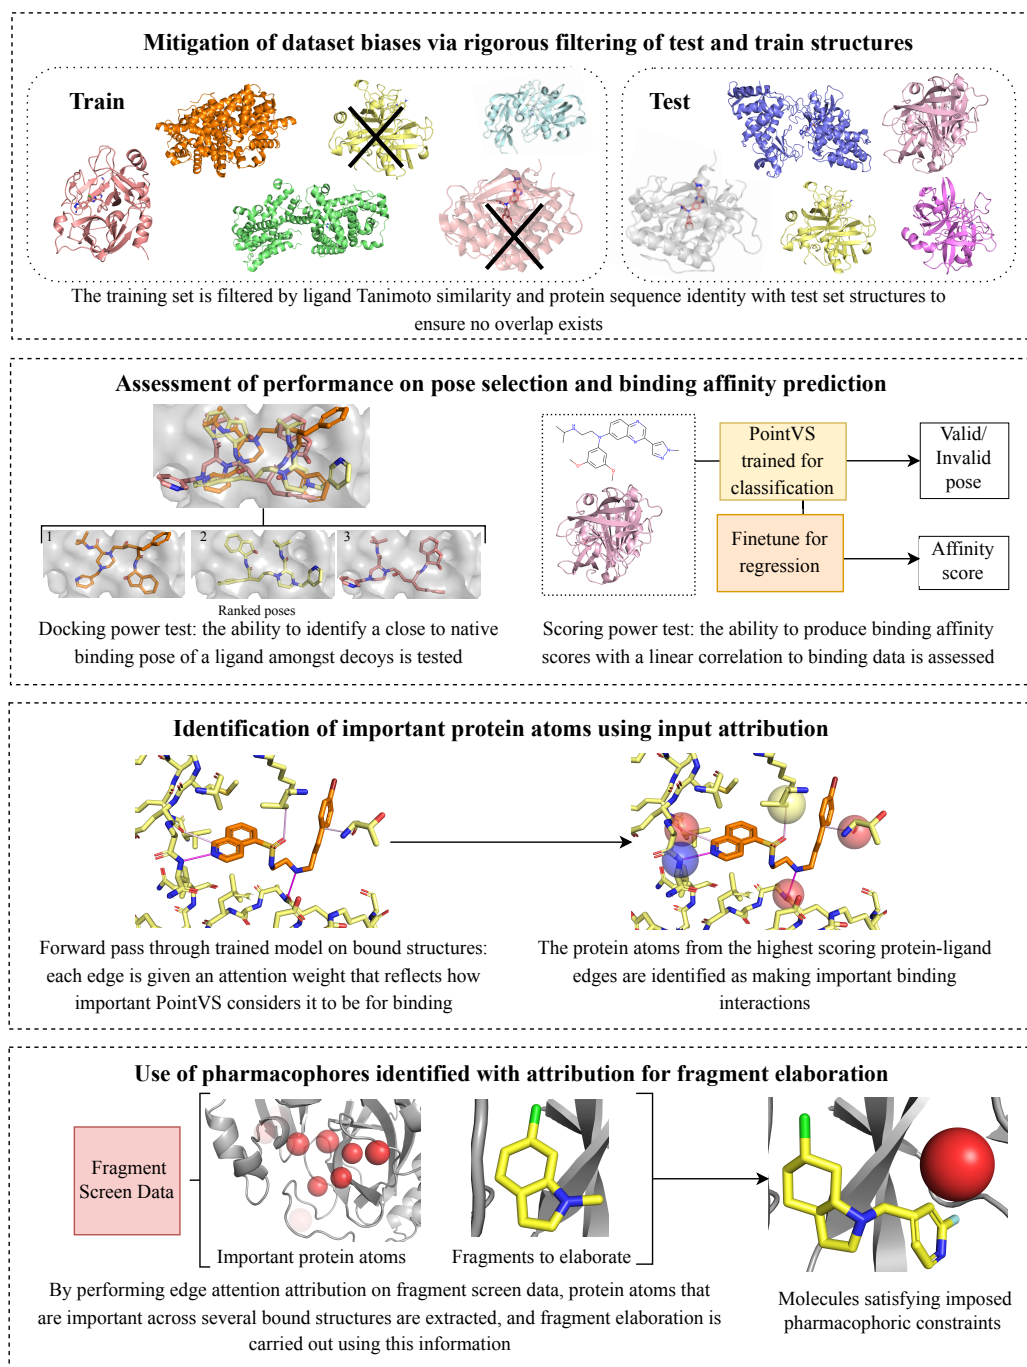 Mitigation of dataset biases via rigorous filtering of test and train structures
Train
Test
The training set is filtered by ligand Tanimoto similarity and protein sequence identity with test set structures to
ensure no overlap exists
Assessment of performance on pose selection and binding affinity prediction
1
2
3
Ranked poses
Docking power test: the ability to identify a close to native
binding pose of a ligand amongst decoys is tested
PointVS
trained for
classification
Valid/
Invalid
pose
Finetune for
regression
Affinity
score
Scoring power test: the ability to produce binding affinity
scores with a linear correlation to binding data is assessed
Identification of important protein atoms using input attribution
Forward pass through trained model on bound structures:
each edge is given an attention weight that reflects how
important PointVS considers it to be for binding
The protein atoms from the highest scoring protein-ligand
edges are identified as making important binding
interactions
Use of pharmacophores identified with attribution for fragment elaboration
Fragment
Screen Data
Important protein atoms
Fragments to elaborate
By performing edge attention attribution on fragment screen data, protein atoms that
are important across several bound structures are extracted, and fragment elaboration is
carried out using this information
Molecules satisfying imposed
pharmacophoric constraints